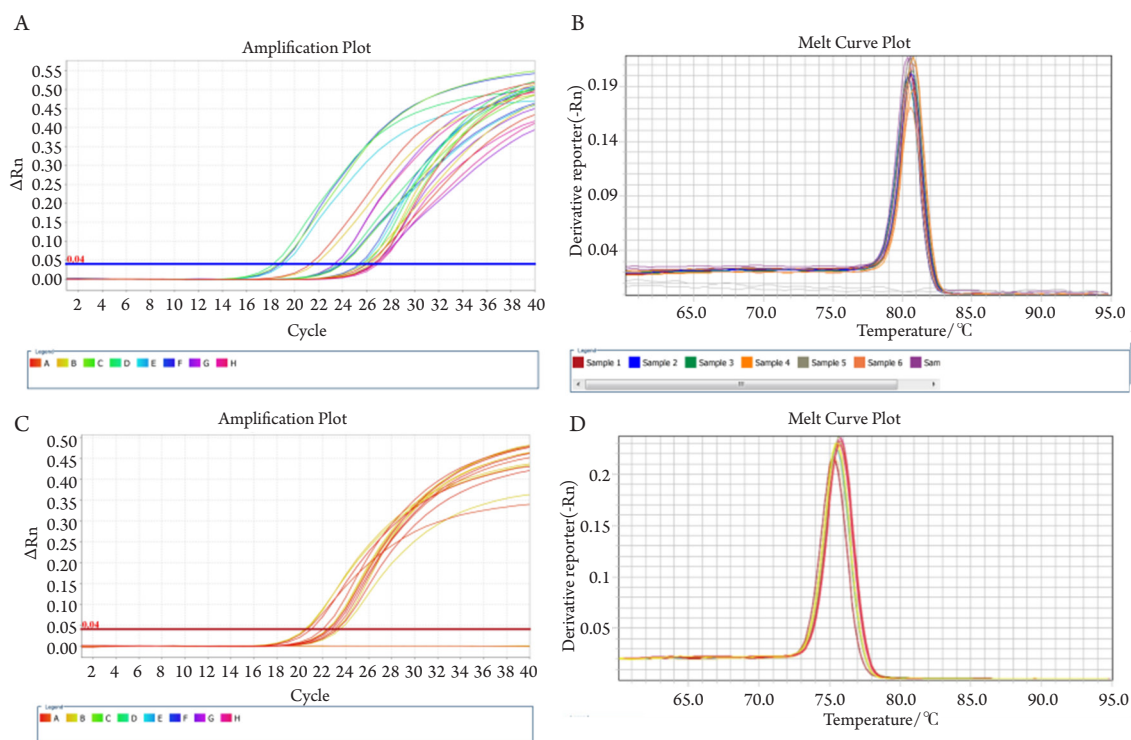 A
Amplification Plot
0.55
0.50
0.45
0.40
0.35
0.30
0.25
0.20
0.15
0.10
0.05
0.00
ΔRn
0.04
2 4 6 8 10 12 14 16 18 20 22 24 26 28 30 32 34 36 38 40
Cycle
Legend
A B C D E F G H
B
Melt Curve Plot
0.19
0.14
0.09
0.04
Derivative reporter(-Rn)
65.0 70.0 75.0 80.0 85.0 90.0 95.0
Temperature/℃
Legend
Sample 1 Sample 2 Sample 3 Sample 4 Sample 5 Sample 6 Sam
C
Amplification Plot
0.50
0.45
0.40
0.35
0.30
0.25
0.20
0.15
0.10
0.05
0.00
ΔRn
0.04
2 4 6 8 10 12 14 16 18 20 22 24 26 28 30 32 34 36 38 40
Cycle
Legend
A B C D E F G H
D
Melt Curve Plot
0.2
0.15
0.1
0.05
Derivative reporter(-Rn)
65.0 70.0 75.0 80.0 85.0 90.0 95.0
Temperature/℃